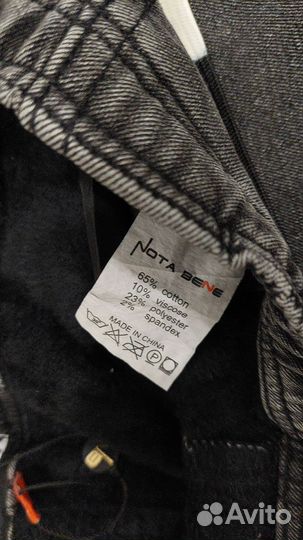 NOTA BENE
65% cotton
10% viscose
23% polyester
2% spandex
MADE IN CHINA
P
Avito